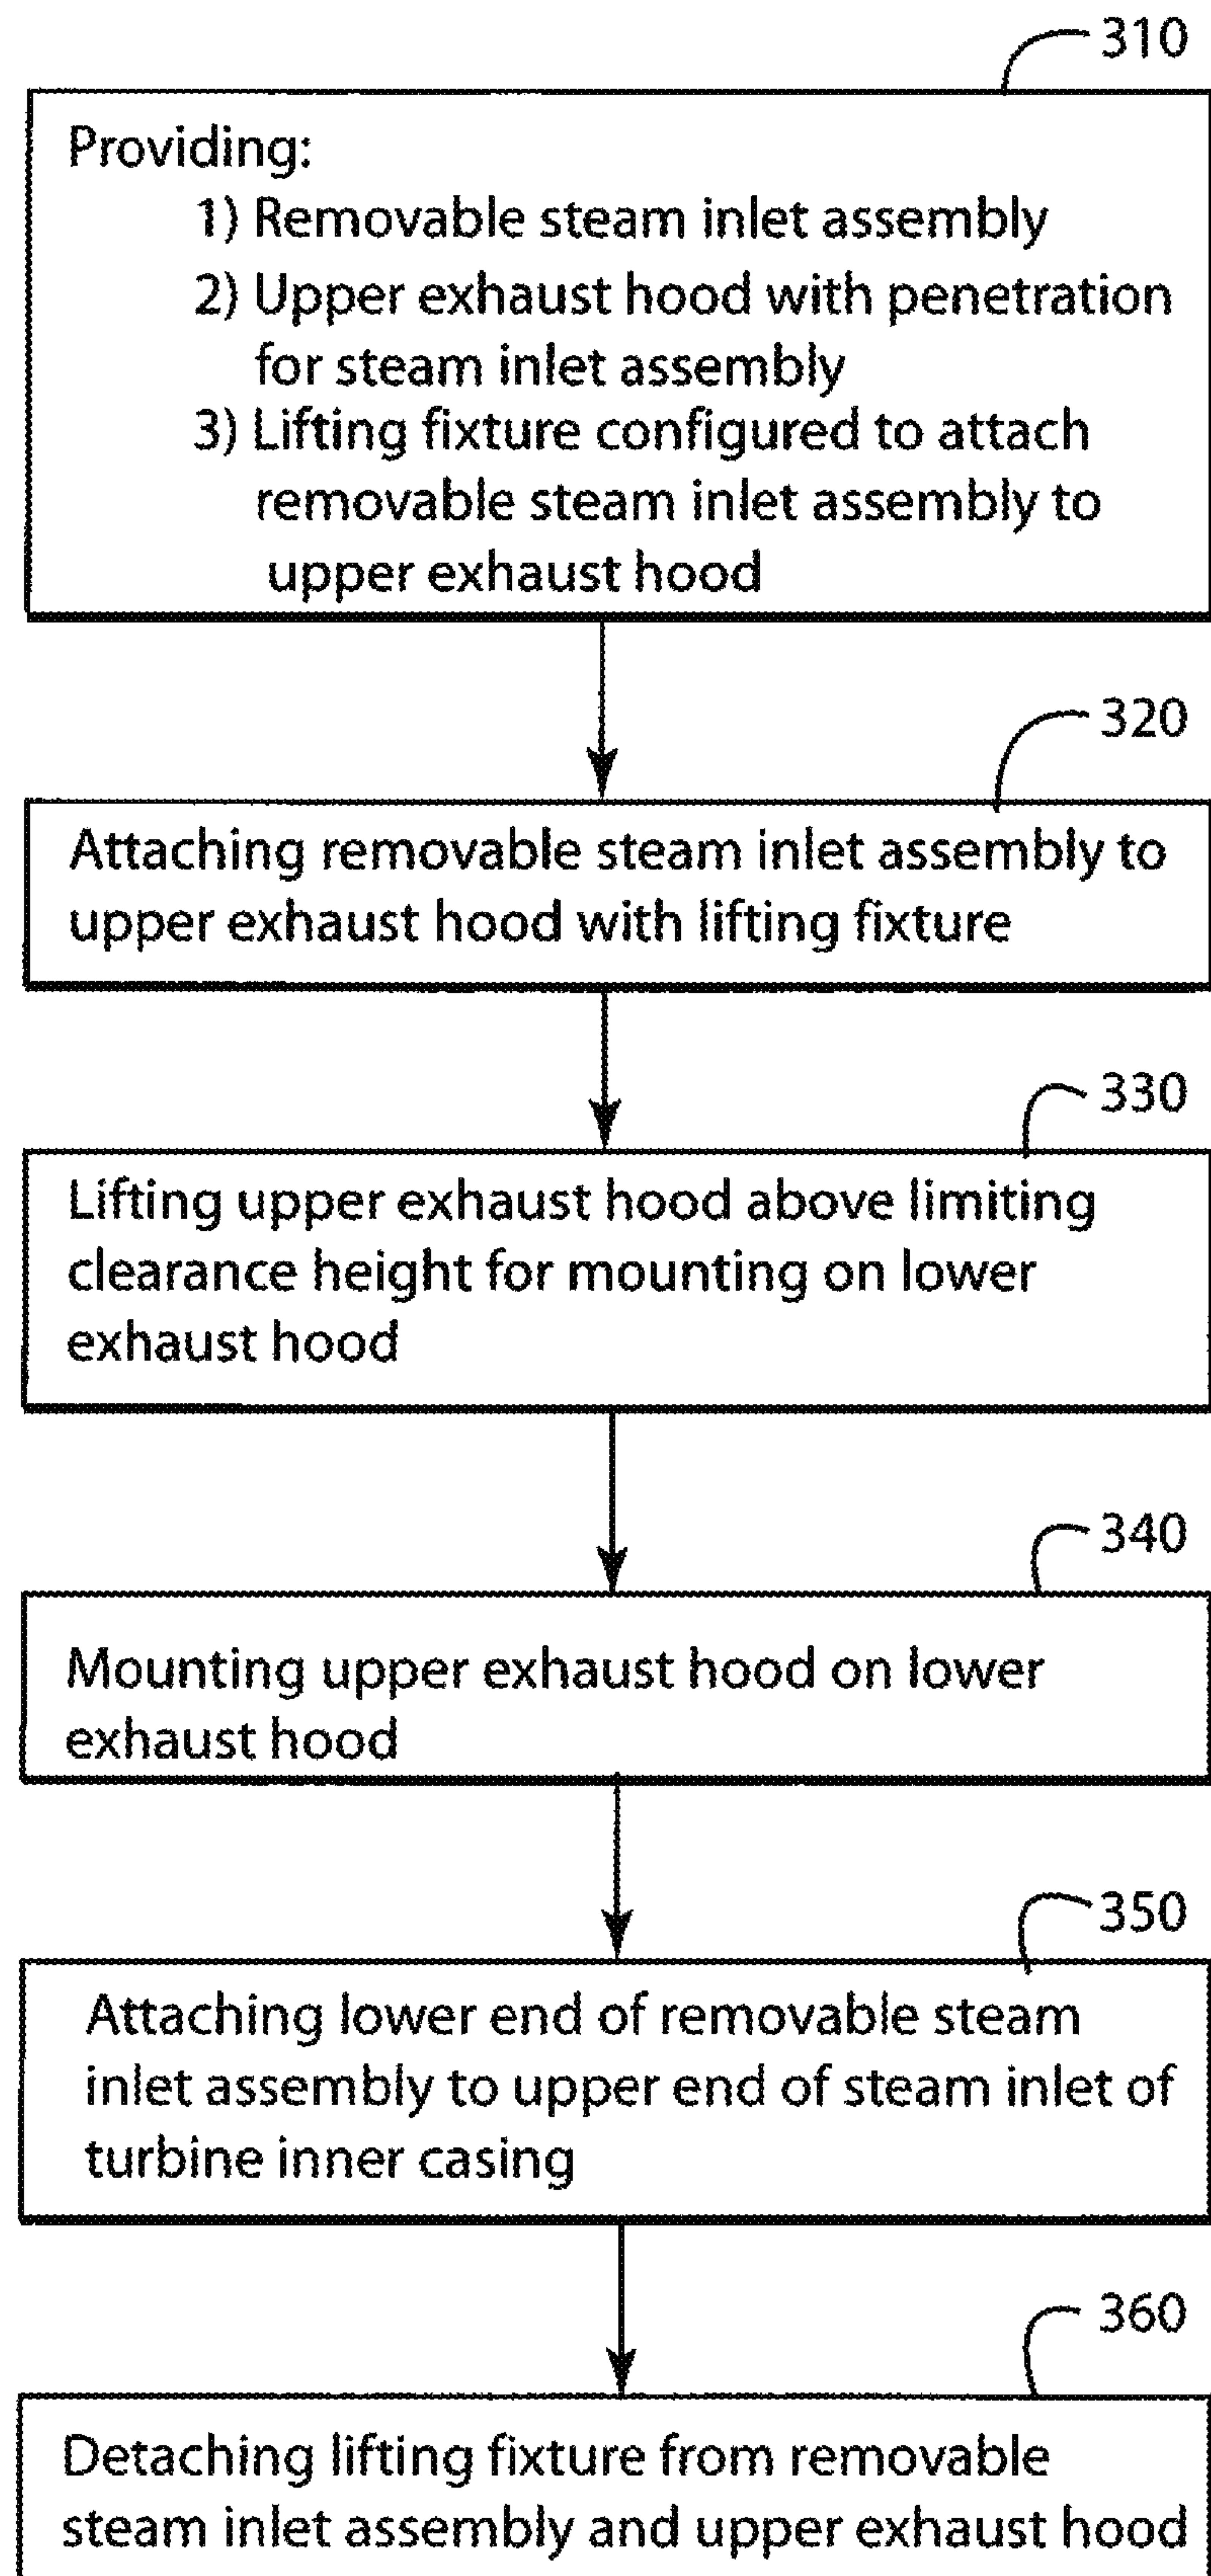 310
Providing:
1) Removable steam inlet assembly
2) Upper exhaust hood with penetration
for steam inlet assembly
3) Lifting fixture configured to attach
removable steam inlet assembly to
upper exhaust hood
320
Attaching removable steam inlet assembly to
upper exhaust hood with lifting fixture
330
Lifting upper exhaust hood above limiting
clearance height for mounting on lower
exhaust hood
340
Mounting upper exhaust hood on lower
exhaust hood
350
Attaching lower end of removable steam
inlet assembly to upper end of steam inlet of
turbine inner casing
360
Detaching lifting fixture from removable
steam inlet assembly and upper exhaust hood